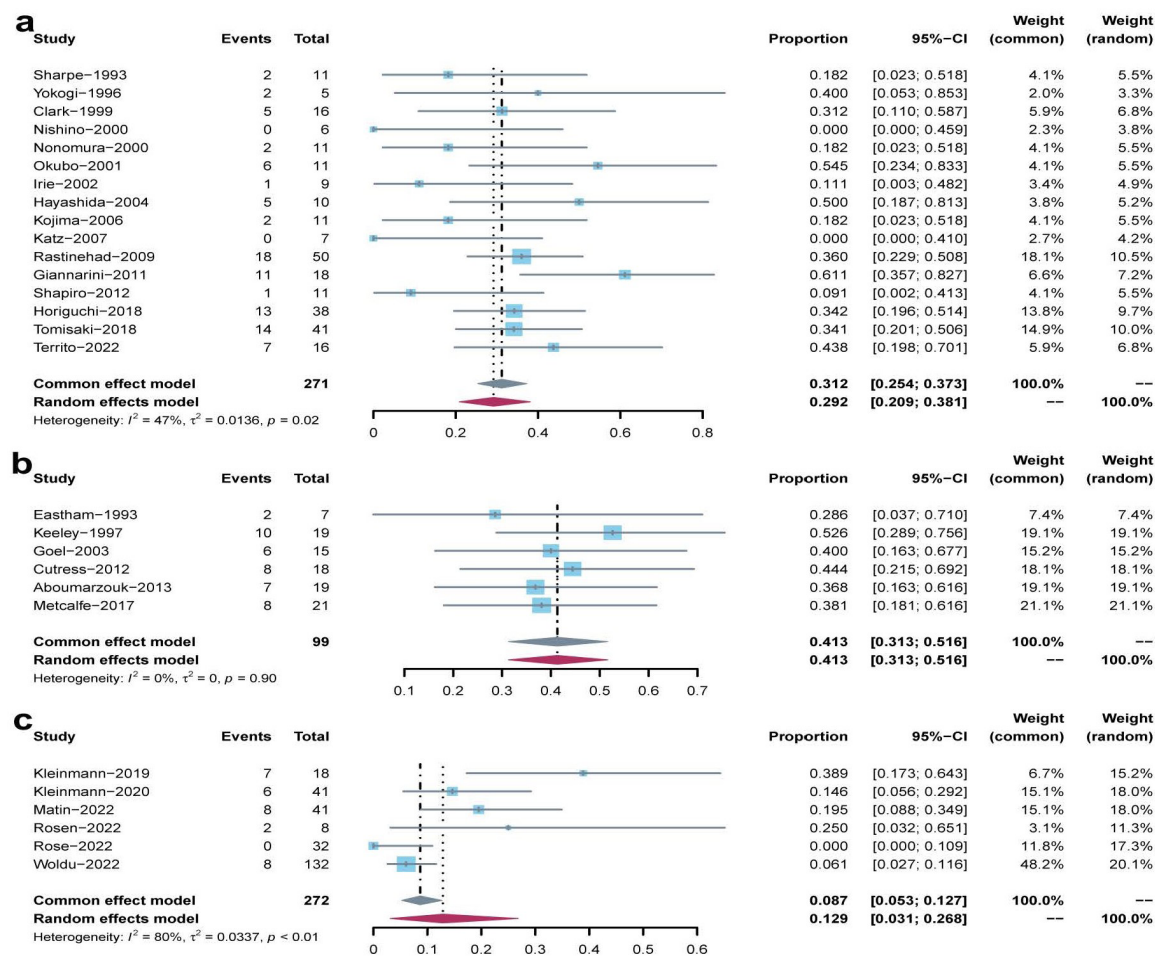 a
Weight Weight
Study Events Total Proportion 95%−CI (common) (random)
Sharpe−1993 2 11 0.182 [0.023; 0.518] 4.1% 5.5%
Yokogi−1996 2 5 0.400 [0.053; 0.853] 2.0% 3.3%
Clark−1999 5 16 0.312 [0.110; 0.587] 5.9% 6.8%
Nishino−2000 0 6 0.000 [0.000; 0.459] 2.3% 3.8%
Nonomura−2000 2 11 0.182 [0.023; 0.518] 4.1% 5.5%
Okubo−2001 6 11 0.545 [0.234; 0.833] 4.1% 5.5%
Irie−2002 1 9 0.111 [0.003; 0.482] 3.4% 4.9%
Hayashida−2004 5 10 0.500 [0.187; 0.813] 3.8% 5.2%
Kojima−2006 2 11 0.182 [0.023; 0.518] 4.1% 5.5%
Katz−2007 0 7 0.000 [0.000; 0.410] 2.7% 4.2%
Rastinehad−2009 18 50 0.360 [0.229; 0.508] 18.1% 10.5%
Giannarini−2011 11 18 0.611 [0.357; 0.827] 6.6% 7.2%
Shapiro−2012 1 11 0.091 [0.002; 0.413] 4.1% 5.5%
Horiguchi−2018 13 38 0.342 [0.196; 0.514] 13.8% 9.7%
Tomisaki−2018 14 41 0.341 [0.201; 0.506] 14.9% 10.0%
Territo−2022 7 16 0.438 [0.198; 0.701] 5.9% 6.8%
Common effect model 271 0.312 [0.254; 0.373] 100.0% −−
Random effects model 0.292 [0.209; 0.381] −− 100.0%
Heterogeneity: I² = 47%, τ² = 0.0136, p = 0.02
0 0.2 0.4 0.6 0.8
b
Weight Weight
Study Events Total Proportion 95%−CI (common) (random)
Eastham−1993 2 7 0.286 [0.037; 0.710] 7.4% 7.4%
Keeley−1997 10 19 0.526 [0.289; 0.756] 19.1% 19.1%
Goel−2003 6 15 0.400 [0.163; 0.677] 15.2% 15.2%
Cutress−2012 8 18 0.444 [0.215; 0.692] 18.1% 18.1%
Aboumarzouk−2013 7 19 0.368 [0.163; 0.616] 19.1% 19.1%
Metcalfe−2017 8 21 0.381 [0.181; 0.616] 21.1% 21.1%
Common effect model 99 0.413 [0.313; 0.516] 100.0% −−
Random effects model 0.413 [0.313; 0.516] −− 100.0%
Heterogeneity: I² = 0%, τ² = 0, p = 0.90
0.1 0.2 0.3 0.4 0.5 0.6 0.7
c
Weight Weight
Study Events Total Proportion 95%−CI (common) (random)
Kleinmann−2019 7 18 0.389 [0.173; 0.643] 6.7% 15.2%
Kleinmann−2020 6 41 0.146 [0.056; 0.292] 15.1% 18.0%
Matin−2022 8 41 0.195 [0.088; 0.349] 15.1% 18.0%
Rosen−2022 2 8 0.250 [0.032; 0.651] 3.1% 11.3%
Rose−2022 0 32 0.000 [0.000; 0.109] 11.8% 17.3%
Woldu−2022 8 132 0.061 [0.027; 0.116] 48.2% 20.1%
Common effect model 272 0.087 [0.053; 0.127] 100.0% −−
Random effects model 0.129 [0.031; 0.268] −− 100.0%
Heterogeneity: I² = 80%, τ² = 0.0337, p < 0.01
0 0.1 0.2 0.3 0.4 0.5 0.6